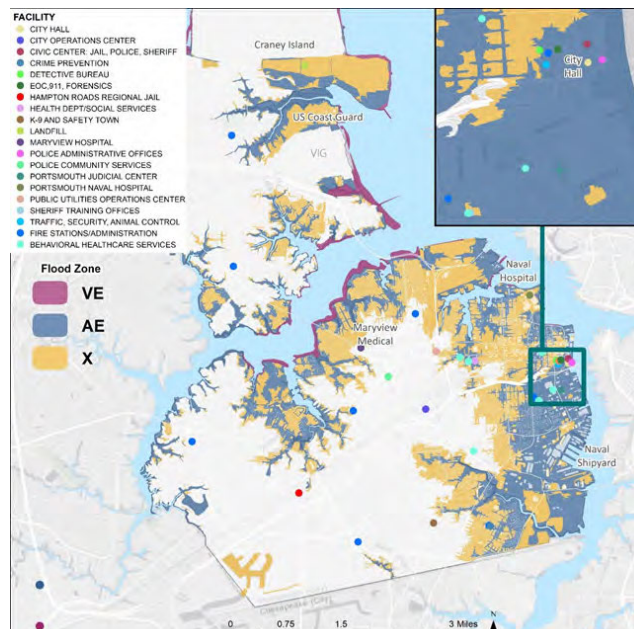 FACILITY
CITY HALL
CITY OPERATIONS CENTER
CIVIC CENTER: JAIL, POLICE, SHERIFF
CRIME PREVENTION
DETECTIVE BUREAU
EOC,911, FORENSICS
HAMPTON ROADS REGIONAL JAIL
HEALTH DEPT/SOCIAL SERVICES
K-9 AND SAFETY TOWN
LANDFILL
MARYVIEW HOSPITAL
POLICE ADMINISTRATIVE OFFICES
POLICE COMMUNITY SERVICES
PORTSMOUTH JUDICIAL CENTER
PORTSMOUTH NAVAL HOSPITAL
PUBLIC UTILITIES OPERATIONS CENTER
SHERIFF TRAINING OFFICES
TRAFFIC, SECURITY, ANIMAL CONTROL
FIRE STATIONS/ADMINISTRATION
BEHAVIORAL HEALTHCARE SERVICES
Flood Zone
VE
AE
X
Craney Island
US Coast Guard
VIG
City
Hall
Naval
Hospital
Maryview
Medical
Naval
Shipyard
0 0.75 1.5 3 Miles
N